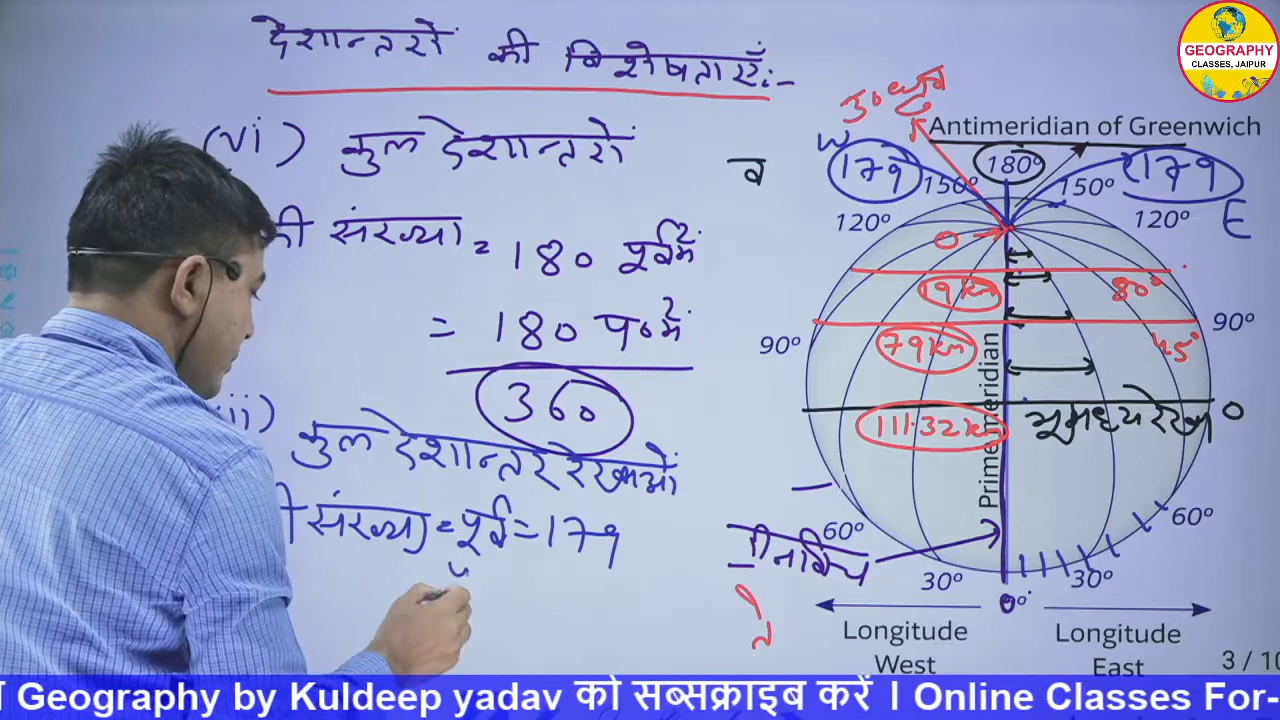 देशान्तरों की विशेषताएँ:-
(vi) कुल देशान्तरों
की संख्या = 180 पूर्व में
= 180 प० में
360
ii) कुल देशान्तर रेखाओं
की संख्या = पूर्व = 179
व
GEOGRAPHY
CLASSES, JAIPUR
उ० ध्रुव
Antimeridian of Greenwich
W 179 180° 179 E
150° 150°
120° 120°
0
19 km 80°
90° 79 km 45° 90°
111.32 km भूमध्य रेखा 0
Prime meridian
60° 60°
ग्रीनविच
30° 30°
0°
Longitude West
Longitude East
3 / 10
Geography by Kuldeep yadav को सब्सक्राइब करें । Online Classes For-